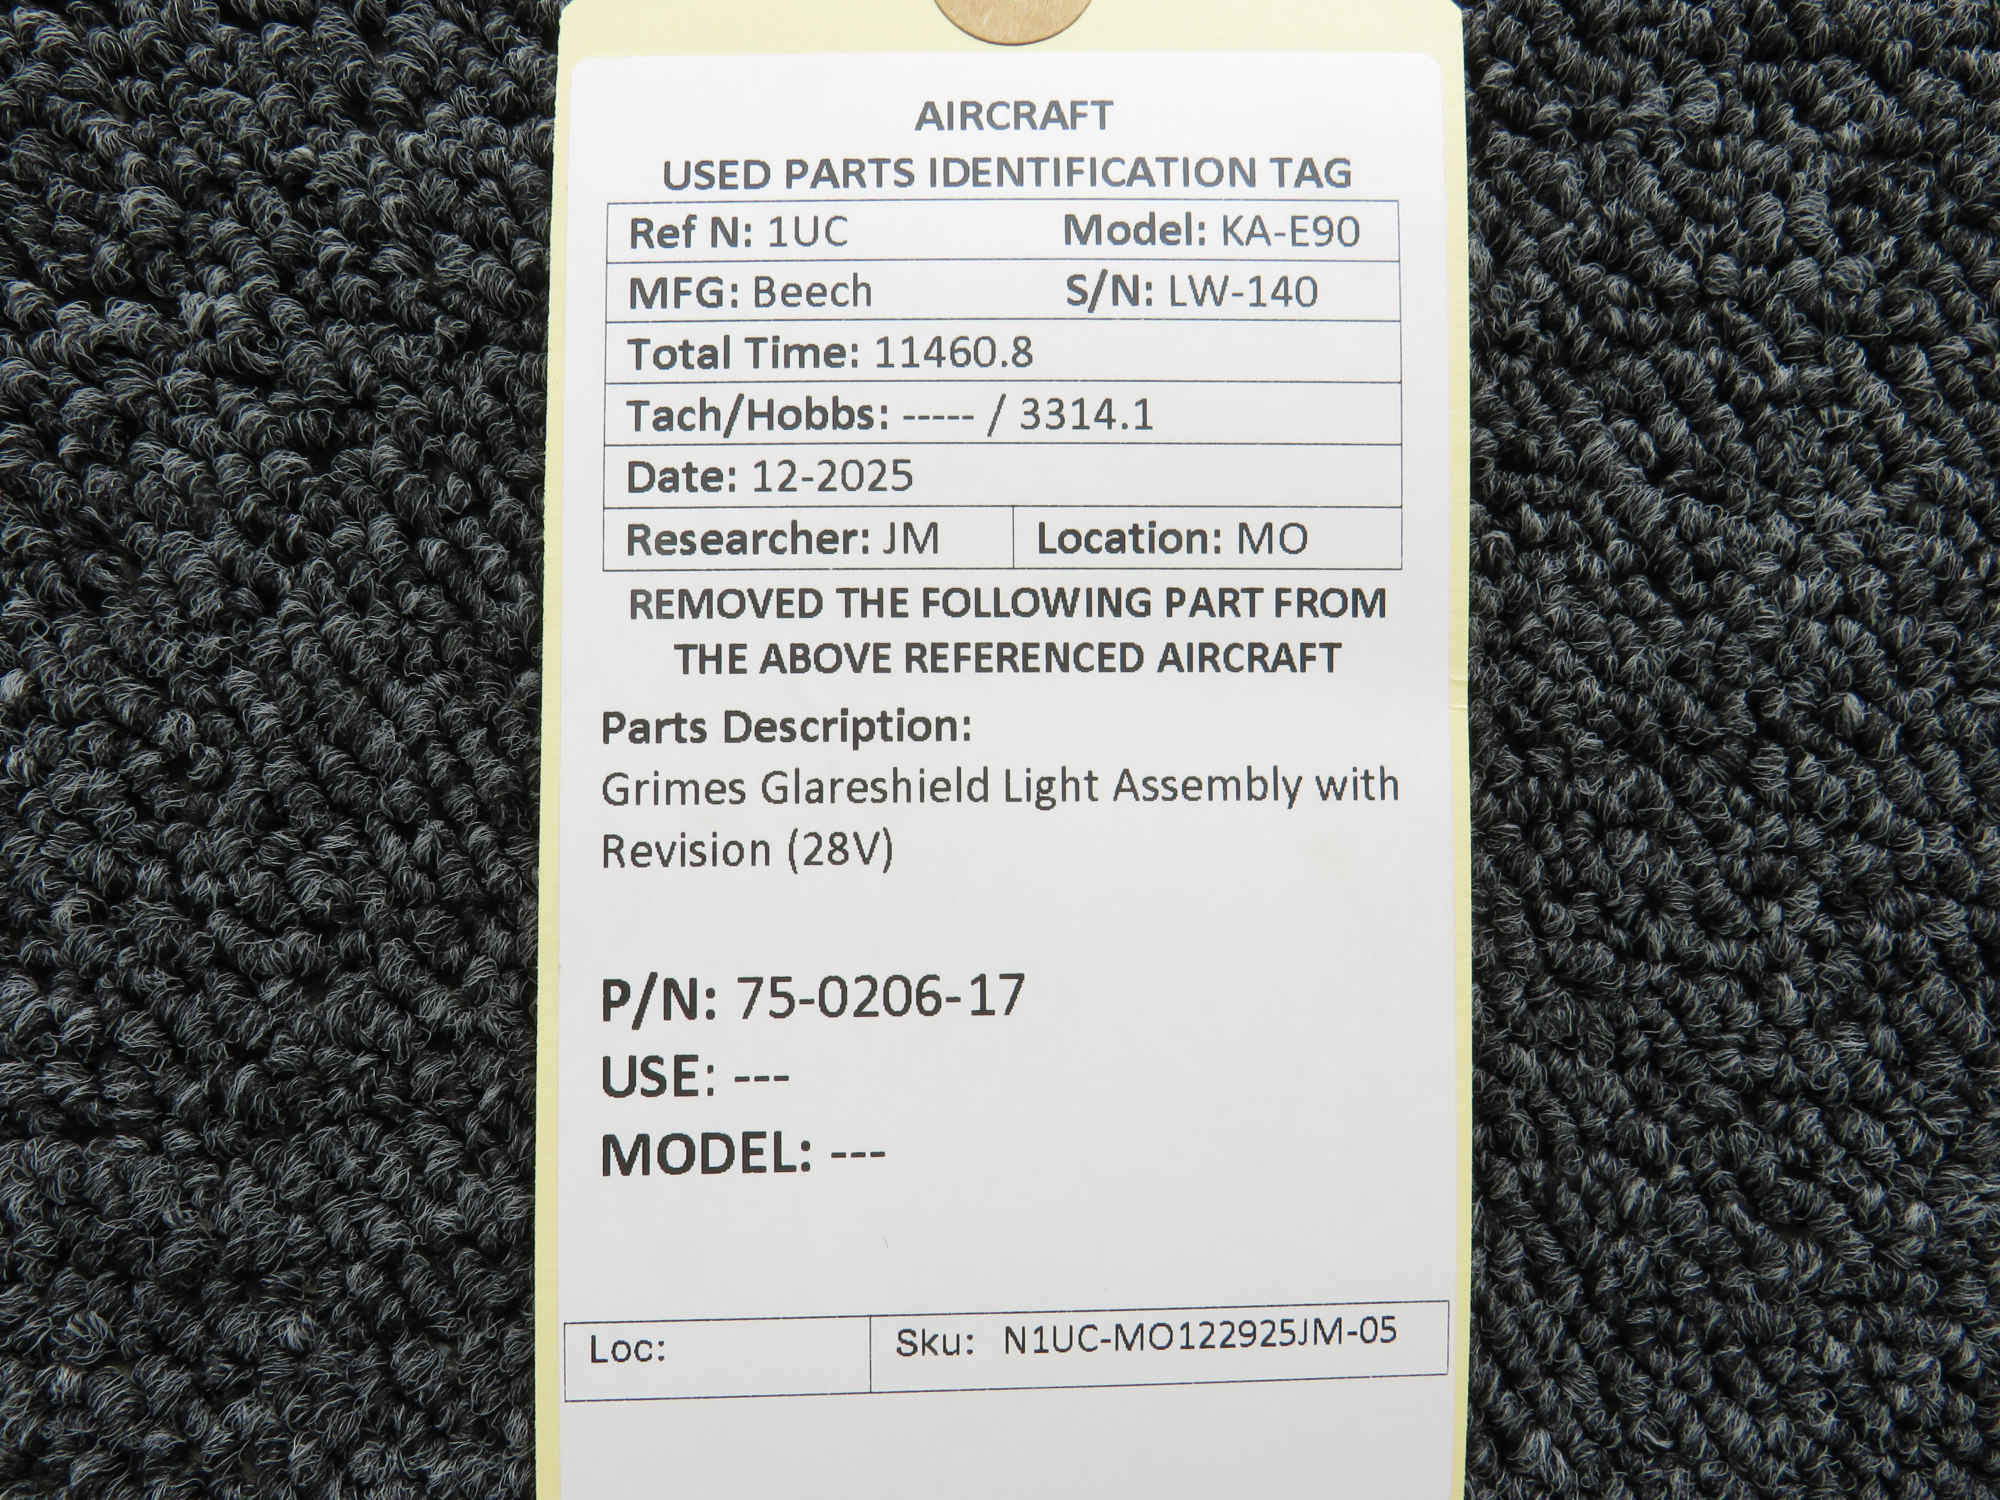 AIRCRAFT
USED PARTS IDENTIFICATION TAG
Ref N: 1UC Model: KA-E90
MFG: Beech S/N: LW-140
Total Time: 11460.8
Tach/Hobbs: ----- / 3314.1
Date: 12-2025
Researcher: JM Location: MO
REMOVED THE FOLLOWING PART FROM
THE ABOVE REFERENCED AIRCRAFT
Parts Description:
Grimes Glareshield Light Assembly with
Revision (28V)
P/N: 75-0206-17
USE: ---
MODEL: ---
Loc: Sku: N1UC-MO122925JM-05